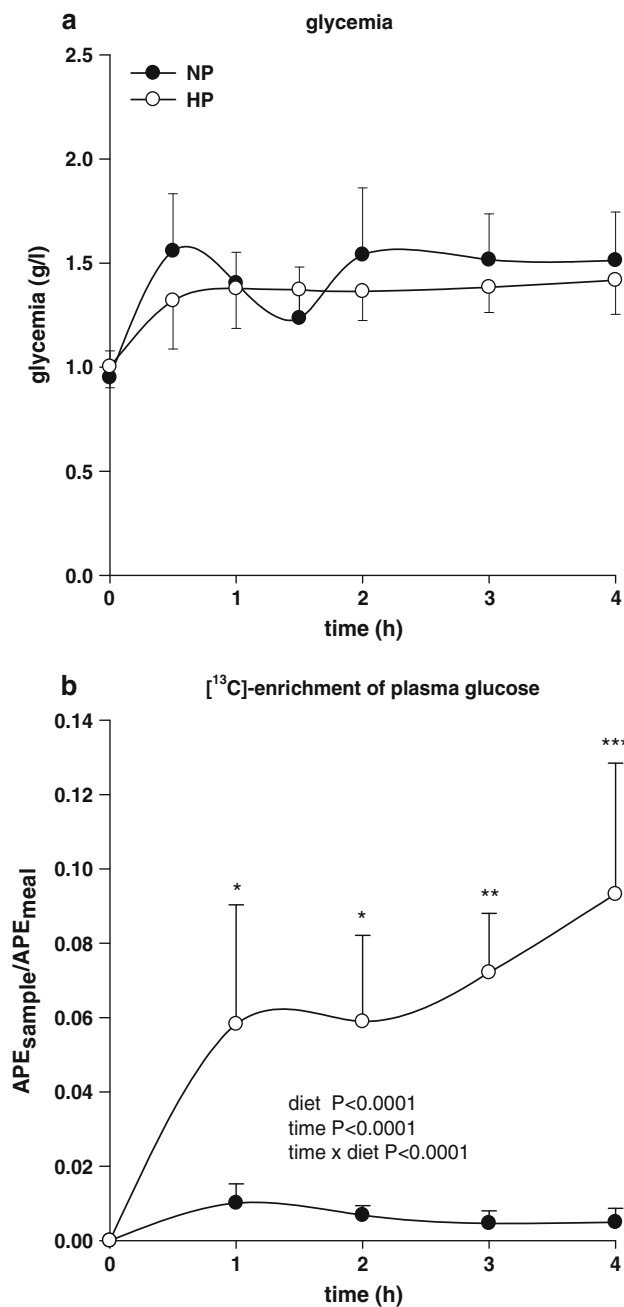 a
glycemia
2.5
2.0
1.5
1.0
0.5
0.0
glycemia (g/l)
NP
HP
0 1 2 3 4
time (h)
b
[¹³C]-enrichment of plasma glucose
0.14
0.12
0.10
0.08
0.06
0.04
0.02
0.00
APEsample/APEmeal
* * ** ***
diet P<0.0001
time P<0.0001
time x diet P<0.0001
0 1 2 3 4
time (h)